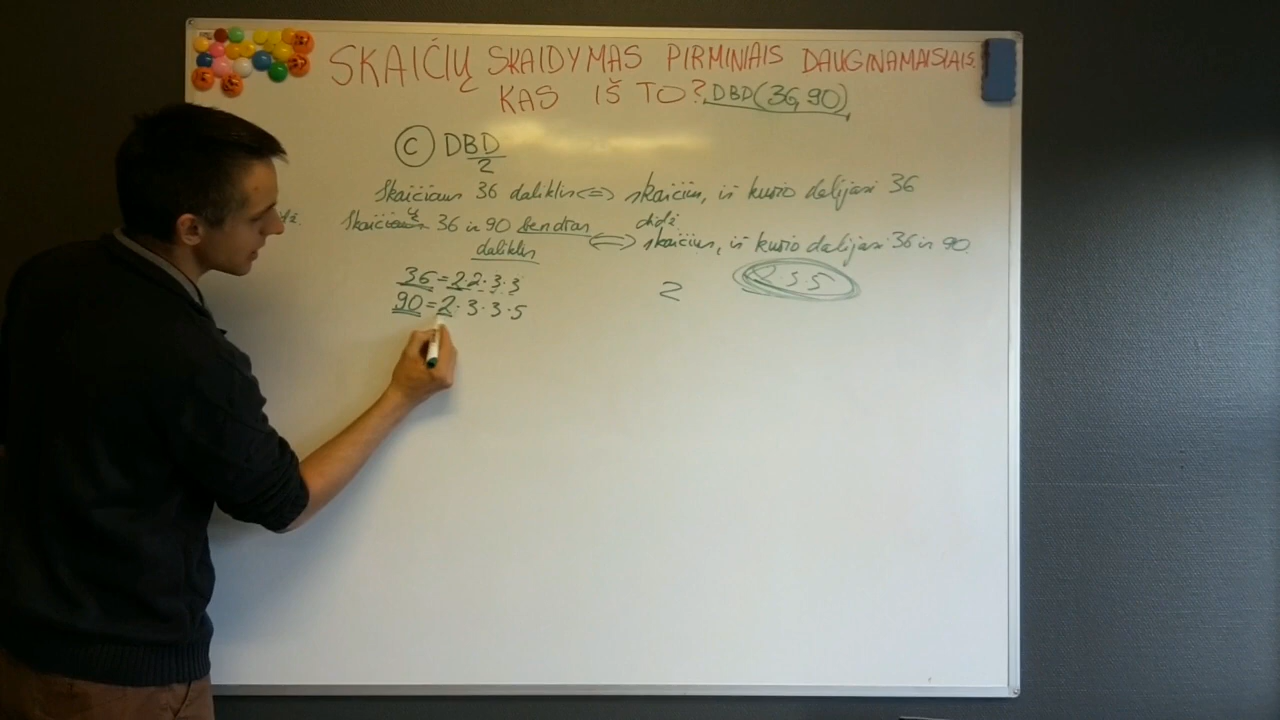 SKAIČIŲ SKAIDYMAS PIRMINIAIS DAUGINAMAISIAIS.
KAS IŠ TO? DBD(36,90)
C DBD
2
Skaičiaus 36 daliklis <=> skaičius, iš kurio dalijasi 36
36 ir 90 bendras didž.
daliklis <=> skaičius, iš kurio dalijasi 36 ir 90.
36=2·2·3·3
90=2·3·3·5
2